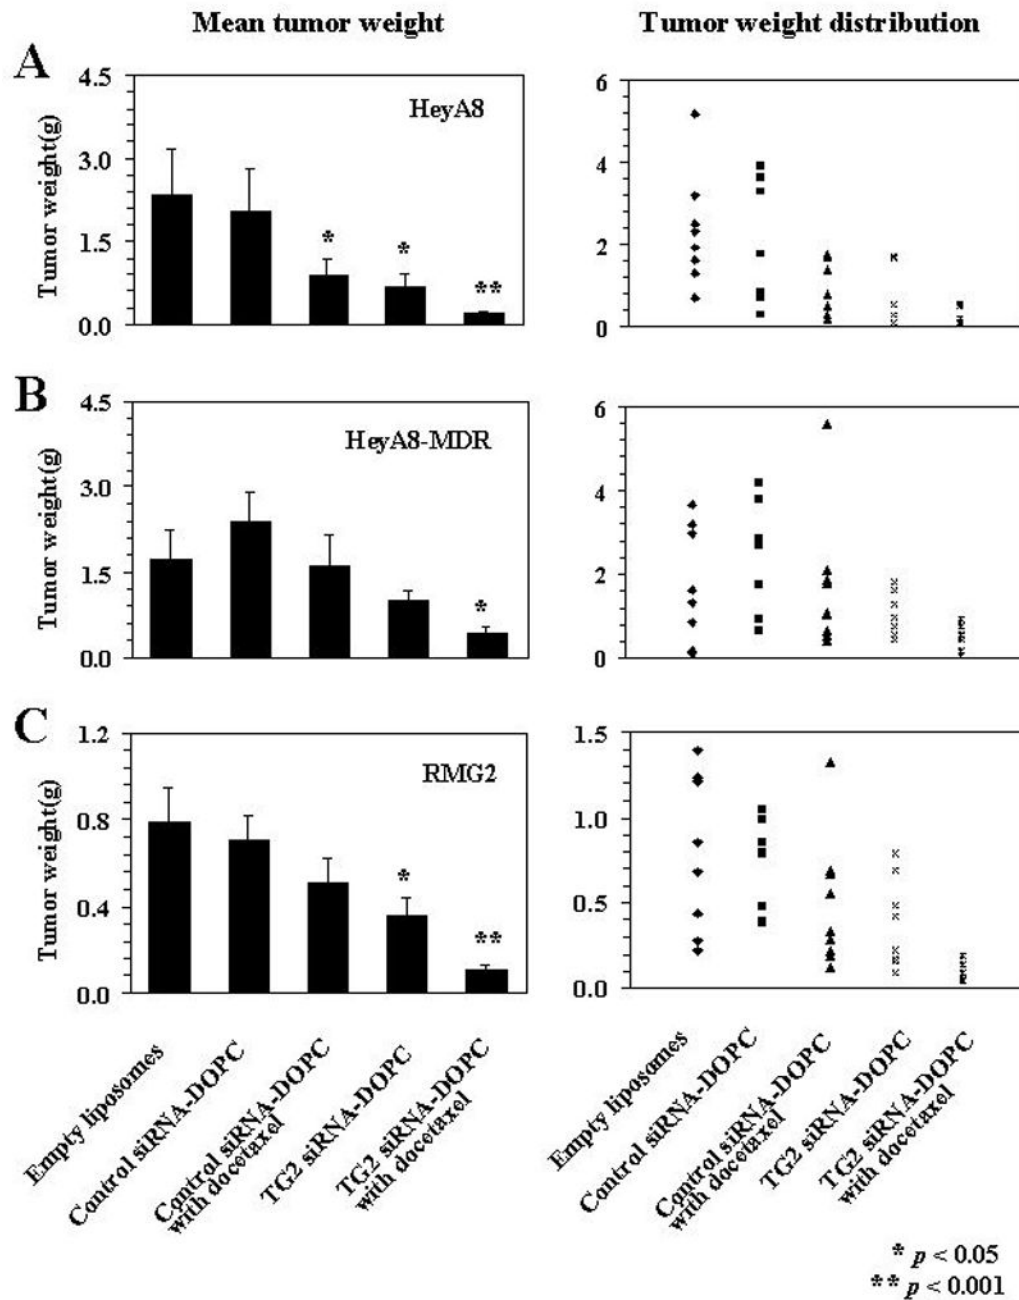 Mean tumor weight
Tumor weight distribution
A
Tumor weight(g)
4.5
3.0
1.5
0.0
HeyA8
*
*
**
6
4
2
0
B
Tumor weight(g)
4.5
3.0
1.5
0.0
HeyA8-MDR
*
6
4
2
0
C
Tumor weight(g)
1.2
0.8
0.4
0.0
RMG2
*
**
1.5
1.0
0.5
0.0
Empty liposomes
Control siRNA-DOPC
Control siRNA-DOPC
with docetaxel
TG2 siRNA-DOPC
TG2 siRNA-DOPC
with docetaxel
Empty liposomes
Control siRNA-DOPC
Control siRNA-DOPC
with docetaxel
TG2 siRNA-DOPC
TG2 siRNA-DOPC
with docetaxel
* p < 0.05
** p < 0.001